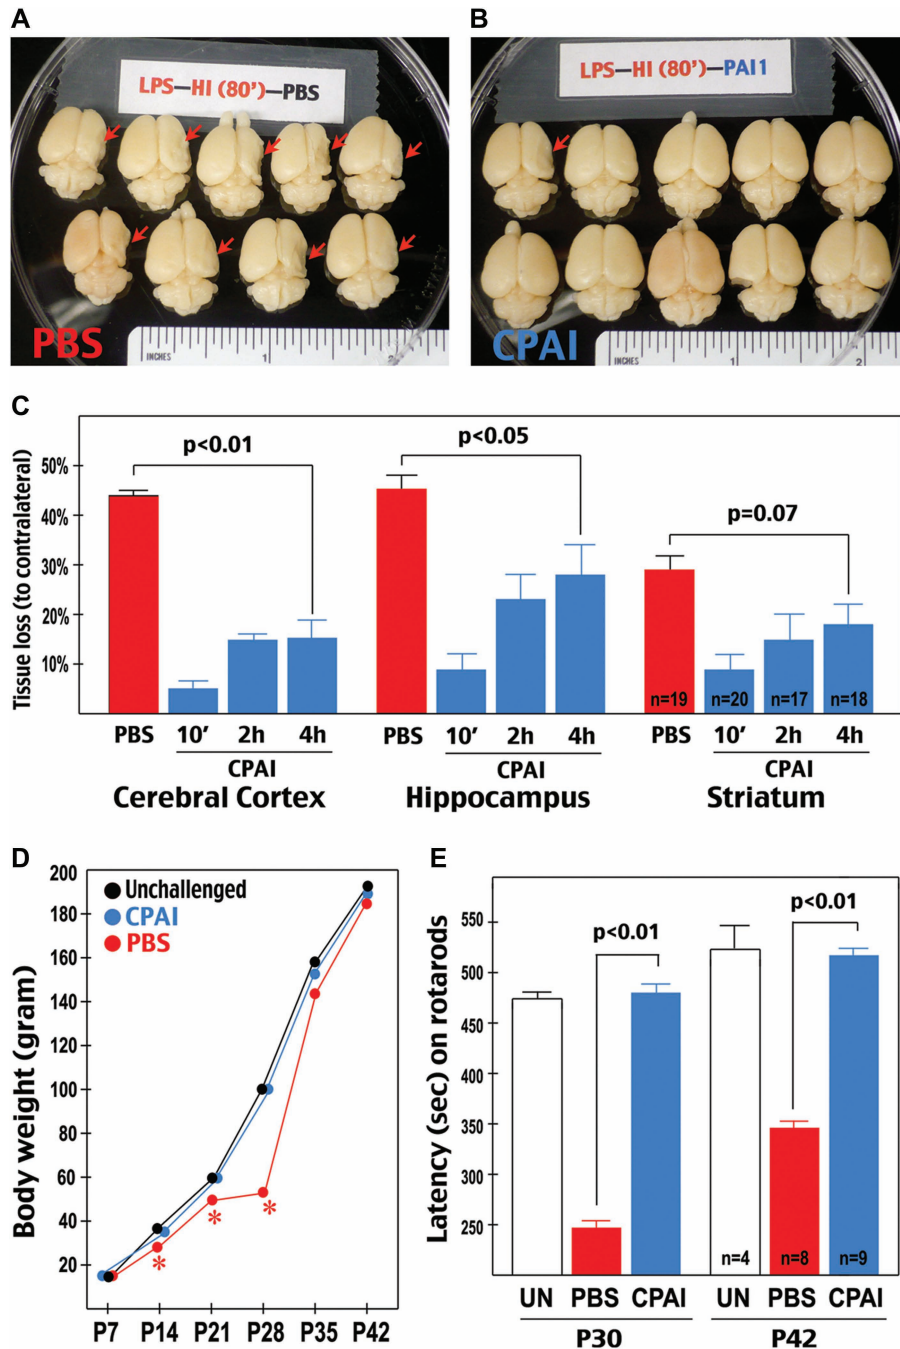 A
B
LPS—HI (80')—PBS
LPS—HI (80')—PAI1
PBS
INCHES 1 2
CPAI
INCHES 1 2
C
Tissue loss (to contralateral)
50%
40%
30%
20%
10%
p<0.01
p<0.05
p=0.07
n=19 n=20 n=17 n=18
PBS 10’ 2h 4h PBS 10’ 2h 4h PBS 10’ 2h 4h
CPAI CPAI CPAI
Cerebral Cortex Hippocampus Striatum
D
Body weight (gram)
200
180
160
140
120
100
80
60
40
20
Unchallenged
CPAI
PBS
*
*
*
P7 P14 P21 P28 P35 P42
E
Latency (sec) on rotarods
550
500
450
400
350
300
250
p<0.01
p<0.01
n=4 n=8 n=9
UN PBS CPAI UN PBS CPAI
P30 P42